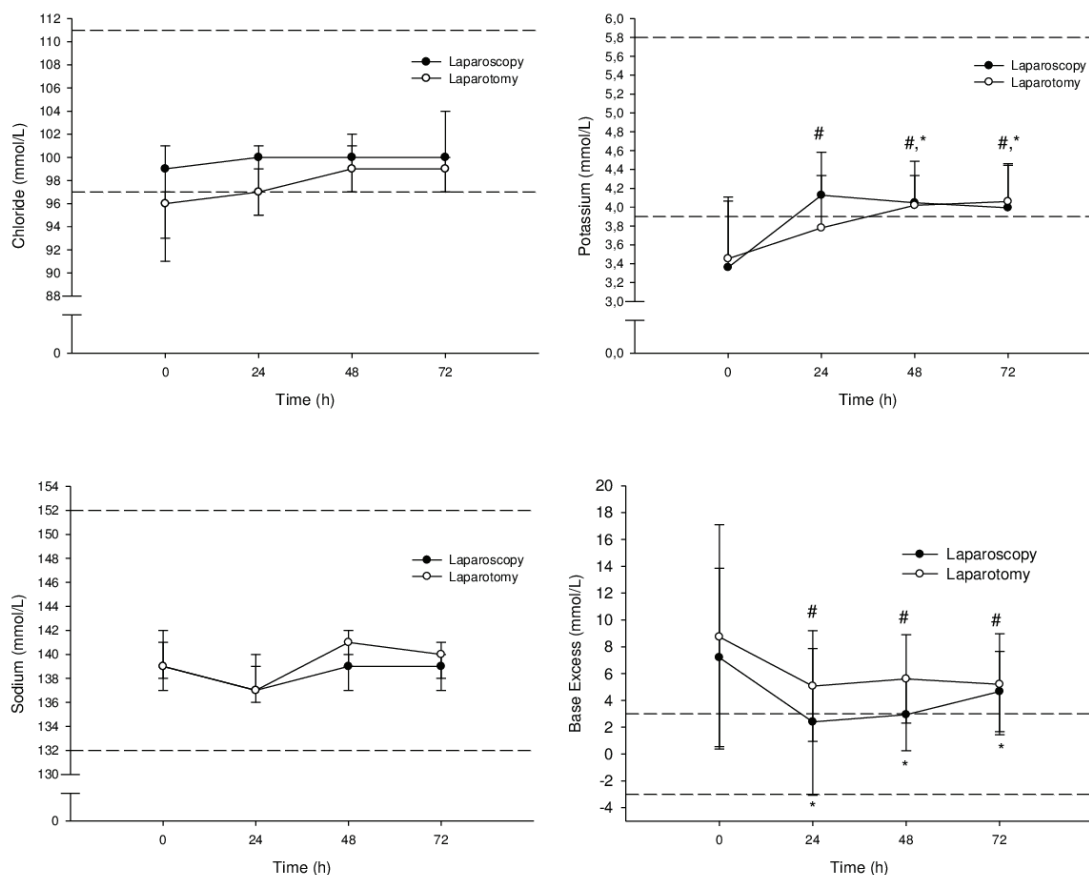 112
110
108
106
104
102
100
98
96
94
92
90
88
0
Chloride (mmol/L)
Laparoscopy
Laparotomy
0 24 48 72
Time (h)
6,0
5,8
5,6
5,4
5,2
5,0
4,8
4,6
4,4
4,2
4,0
3,8
3,6
3,4
3,2
3,0
0,0
Potassium (mmol/L)
Laparoscopy
Laparotomy
# #,* #,*
0 24 48 72
Time (h)
154
152
150
148
146
144
142
140
138
136
134
132
130
0
Sodium (mmol/L)
Laparoscopy
Laparotomy
0 24 48 72
Time (h)
20
18
16
14
12
10
8
6
4
2
0
-2
-4
Base Excess (mmol/L)
Laparoscopy
Laparotomy
# # #
* * *
0 24 48 72
Time (h)